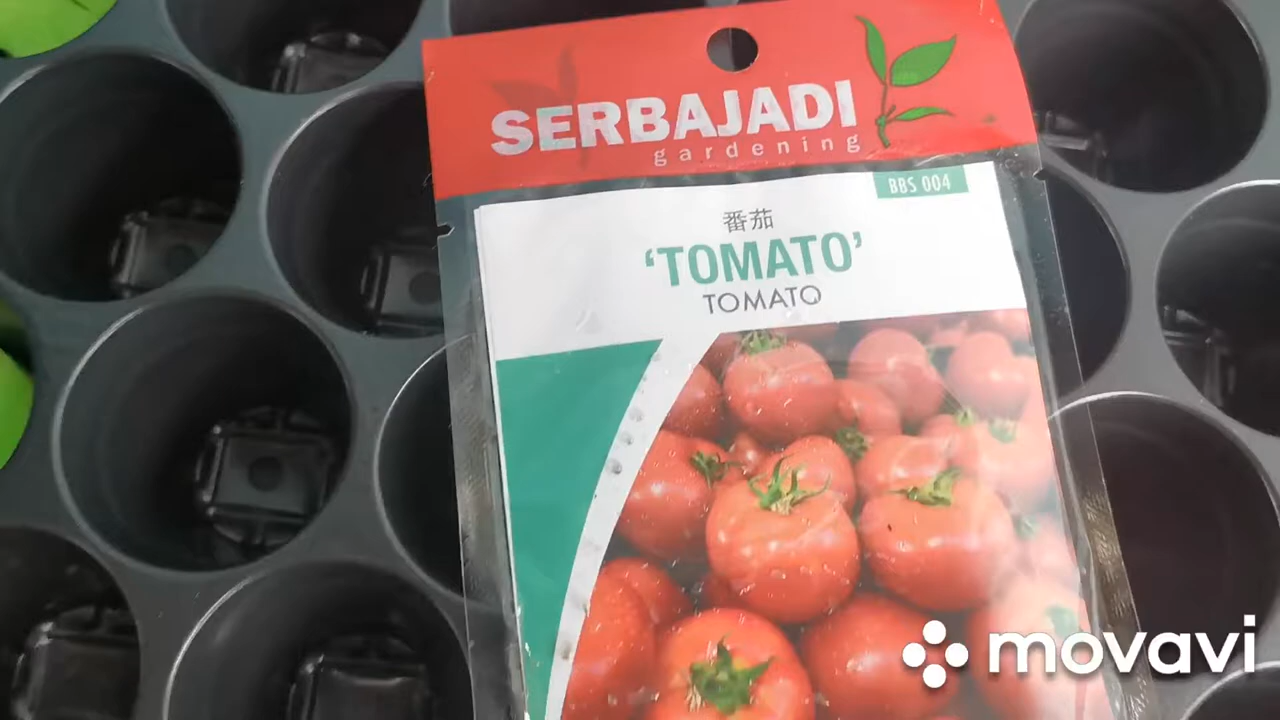 SERBAJADI
gardening
BBS 004
番茄
'TOMATO'
TOMATO
movavi